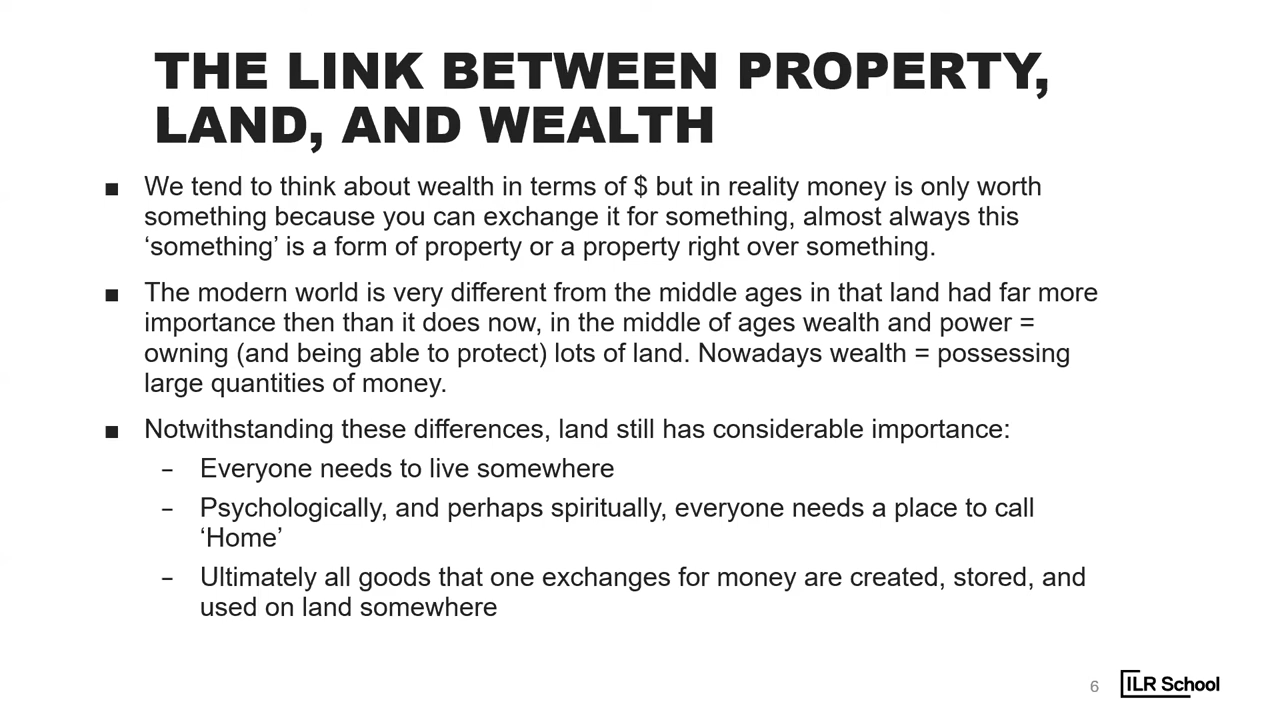 THE LINK BETWEEN PROPERTY,
LAND, AND WEALTH
■ We tend to think about wealth in terms of $ but in reality money is only worth
something because you can exchange it for something, almost always this
‘something’ is a form of property or a property right over something.
■ The modern world is very different from the middle ages in that land had far more
importance then than it does now, in the middle of ages wealth and power =
owning (and being able to protect) lots of land. Nowadays wealth = possessing
large quantities of money.
■ Notwithstanding these differences, land still has considerable importance:
– Everyone needs to live somewhere
– Psychologically, and perhaps spiritually, everyone needs a place to call
‘Home’
– Ultimately all goods that one exchanges for money are created, stored, and
used on land somewhere
6
ILR School